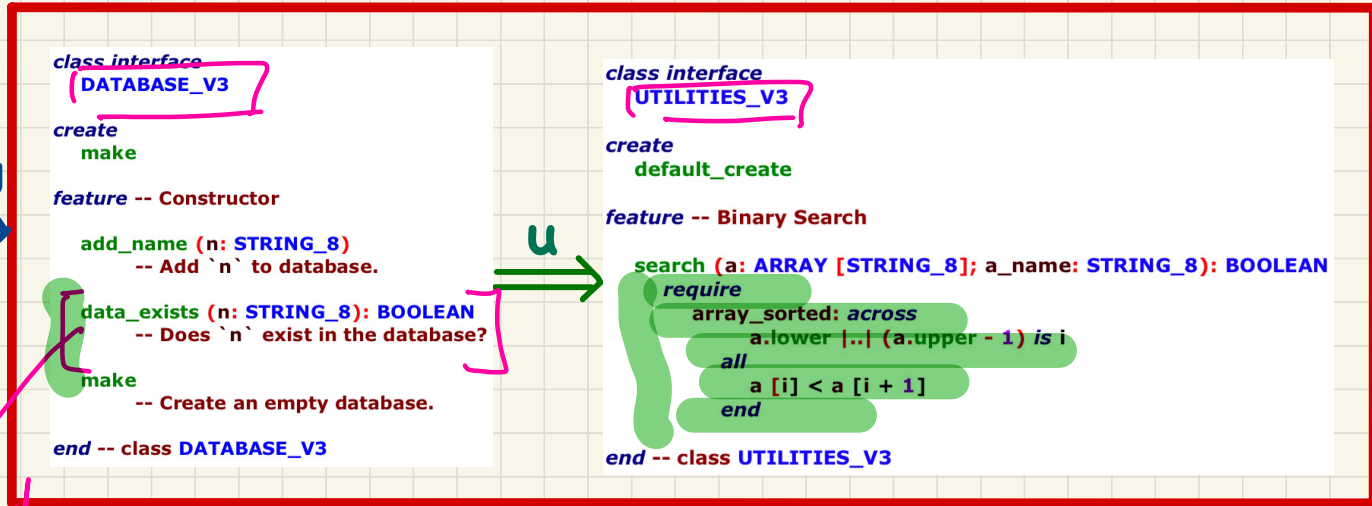 class interface
DATABASE_V3
create
make
feature -- Constructor
add_name (n: STRING_8)
-- Add `n` to database.
data_exists (n: STRING_8): BOOLEAN
-- Does `n` exist in the database?
make
-- Create an empty database.
end -- class DATABASE_V3
u
class interface
UTILITIES_V3
create
default_create
feature -- Binary Search
search (a: ARRAY [STRING_8]; a_name: STRING_8): BOOLEAN
require
array_sorted: across
a.lower |..| (a.upper - 1) is i
all
a [i] < a [i + 1]
end
end -- class UTILITIES_V3